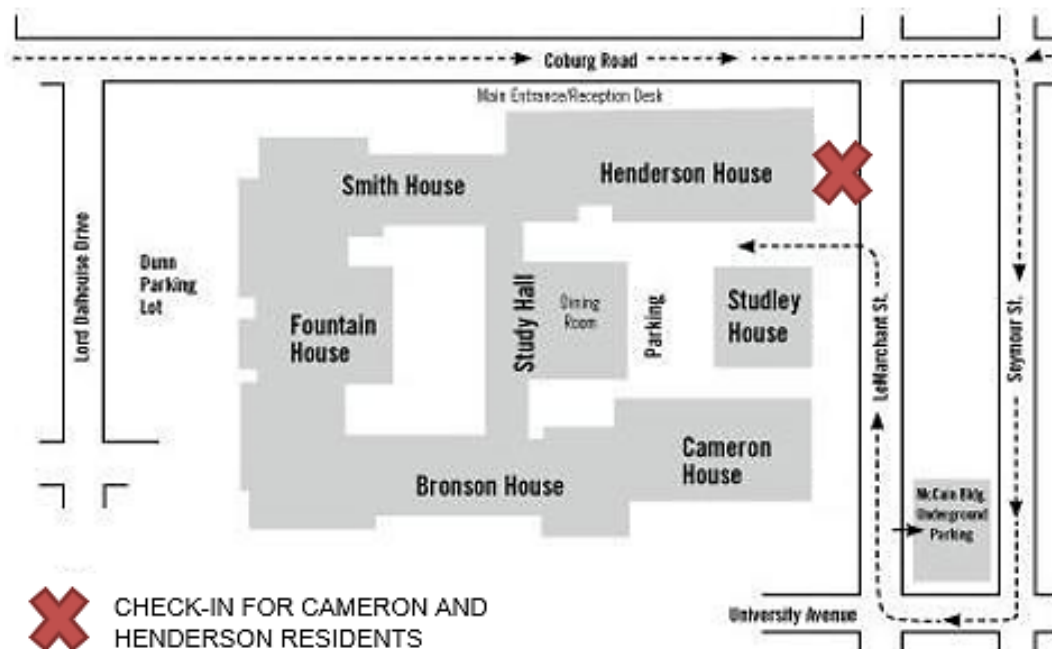 Coburg Road
Main Entrance/Reception Desk
Smith House
Henderson House
Lord Dalhouise Drive
Dunn
Parking
Lot
Fountain
House
Study Hall
Dining
Room
Parking
Studley
House
LeMarchant St.
Seymour St.
Cameron
House
Bronson House
McCain Bldg.
Underground
Parking
University Avenue
CHECK-IN FOR CAMERON AND
HENDERSON RESIDENTS